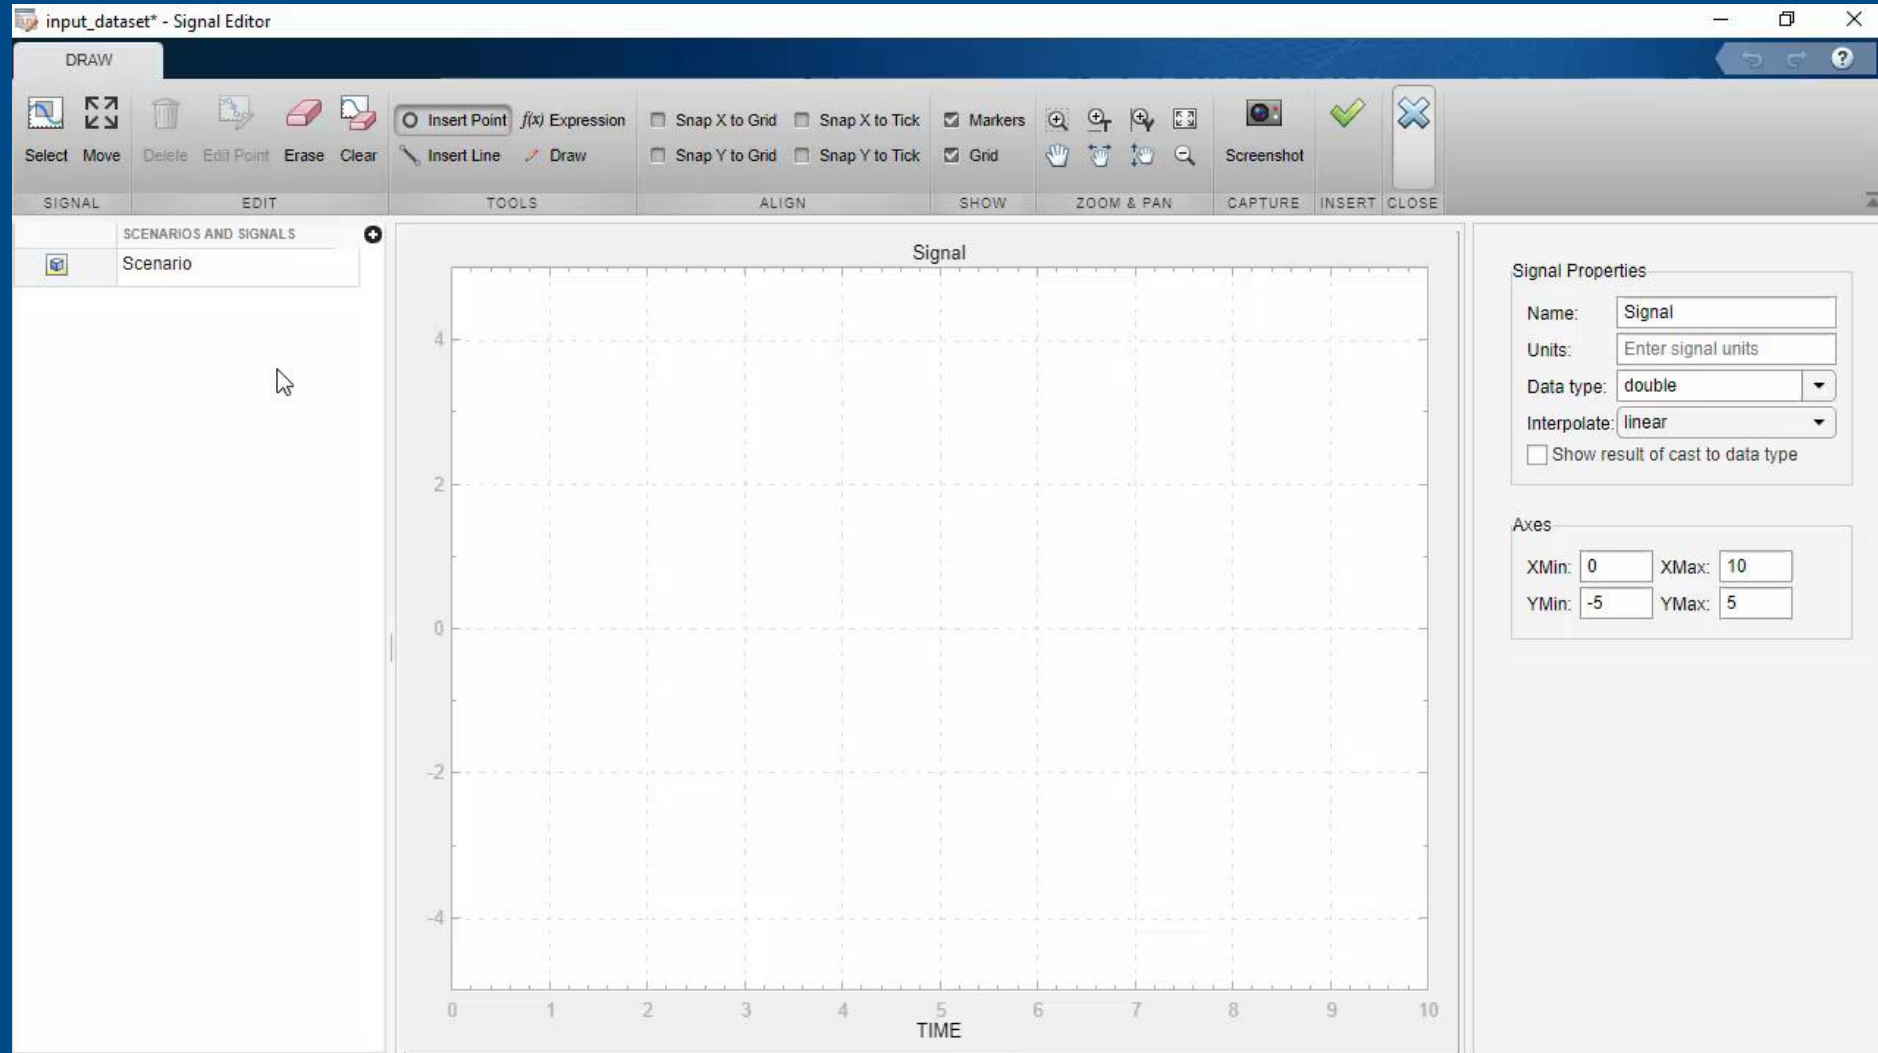 input_dataset* - Signal Editor
DRAW
Select Move Delete Edit Point Erase Clear
Insert Point f(x) Expression
Insert Line Draw
Snap X to Grid Snap X to Tick
Snap Y to Grid Snap Y to Tick
Markers
Grid
Screenshot
SIGNAL EDIT TOOLS ALIGN SHOW ZOOM & PAN CAPTURE INSERT CLOSE
SCENARIOS AND SIGNALS
Scenario
Signal
4
2
0
-2
-4
0 1 2 3 4 5 6 7 8 9 10
TIME
Signal Properties
Name: Signal
Units: Enter signal units
Data type: double
Interpolate: linear
Show result of cast to data type
Axes
XMin: 0 XMax: 10
YMin: -5 YMax: 5